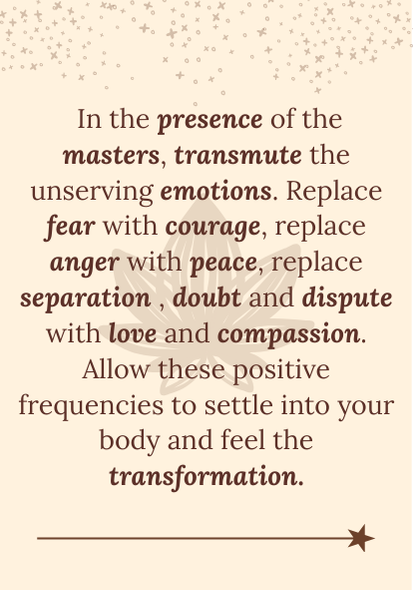 In the presence of the
masters, transmute the
unserving emotions. Replace
fear with courage, replace
anger with peace, replace
separation , doubt and dispute
with love and compassion.
Allow these positive
frequencies to settle into your
body and feel the
transformation.